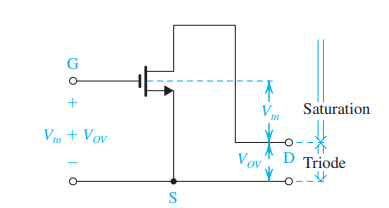 G
+
V_tn + V_OV
−
S
V_tn
V_OV
D
Saturation
Triode